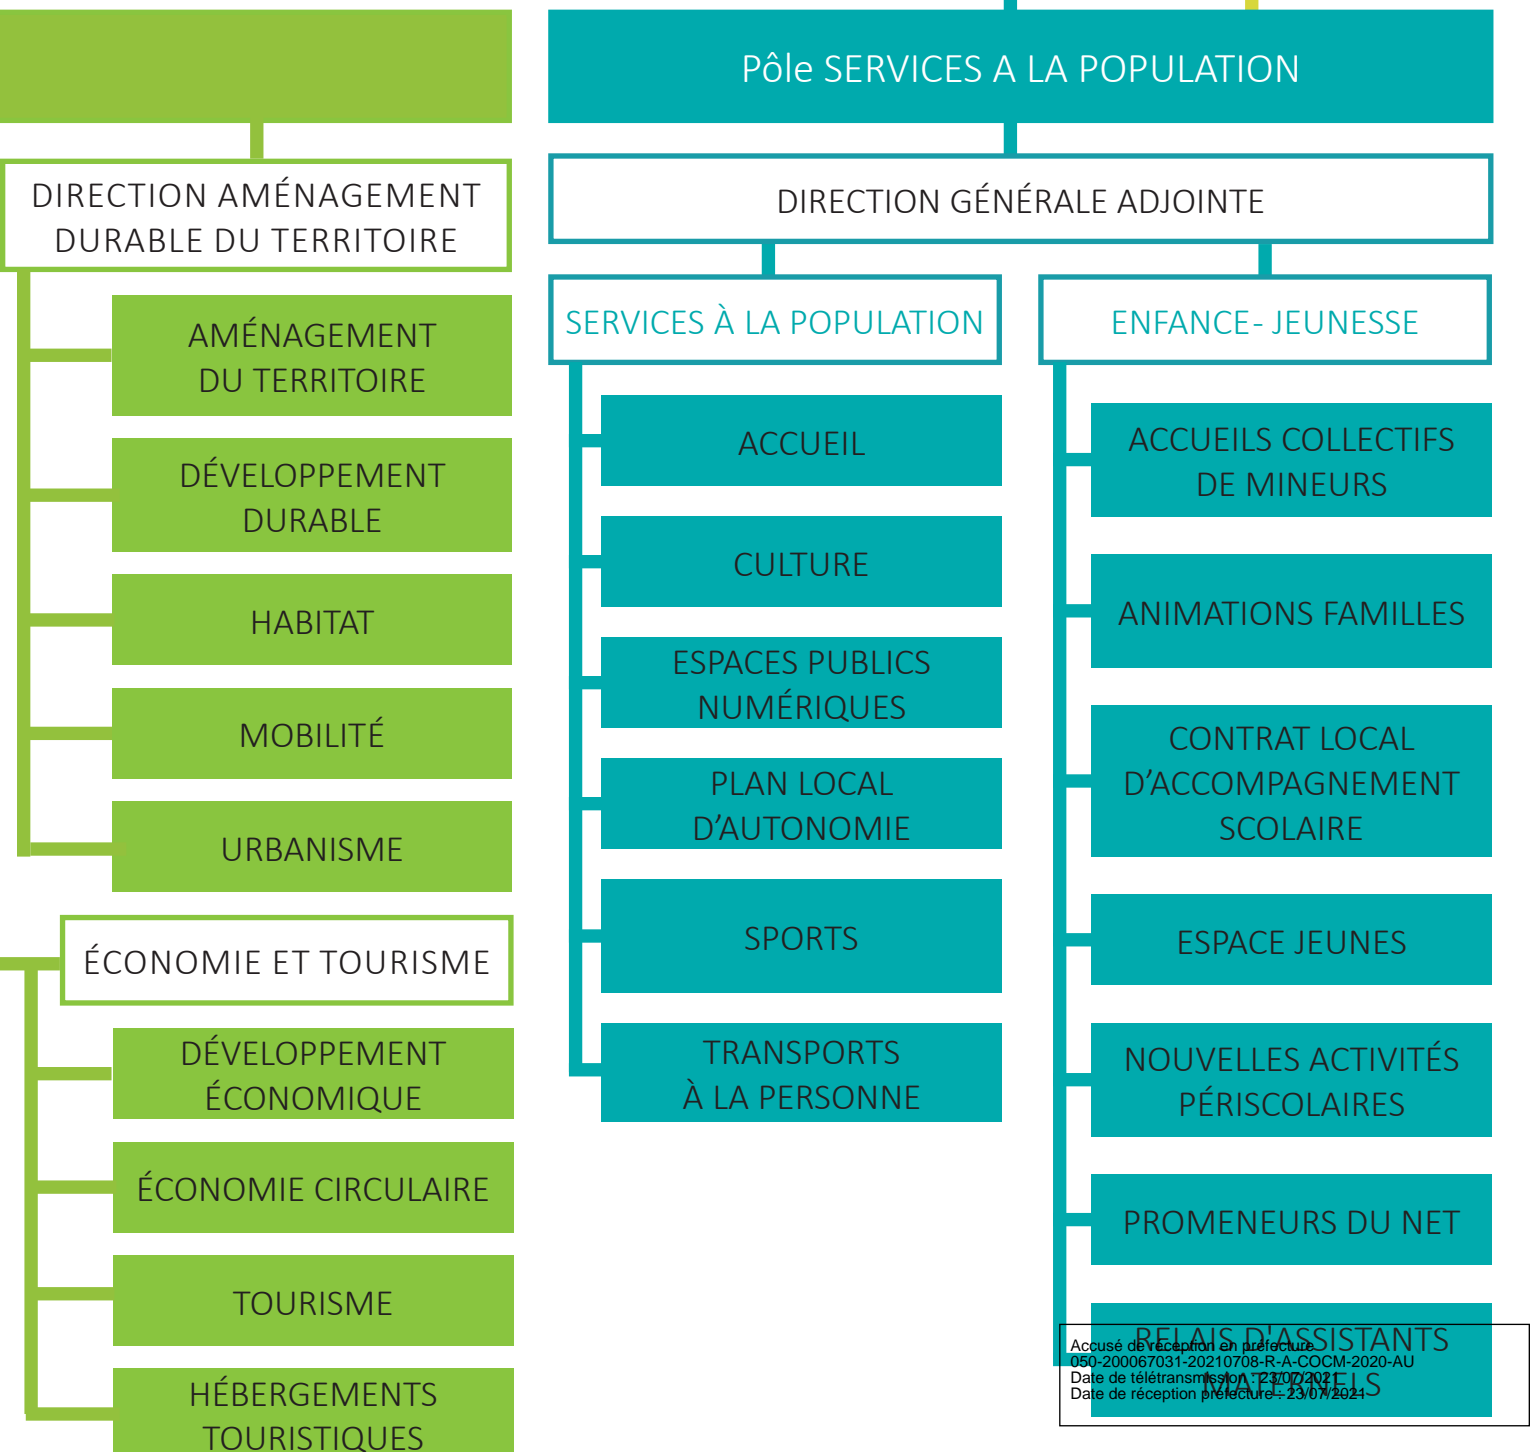 DIRECTION AMÉNAGEMENT
DURABLE DU TERRITOIRE
AMÉNAGEMENT
DU TERRITOIRE
DÉVELOPPEMENT
DURABLE
HABITAT
MOBILITÉ
URBANISME
ÉCONOMIE ET TOURISME
DÉVELOPPEMENT
ÉCONOMIQUE
ÉCONOMIE CIRCULAIRE
TOURISME
HÉBERGEMENTS
TOURISTIQUES
Pôle SERVICES A LA POPULATION
DIRECTION GÉNÉRALE ADJOINTE
SERVICES À LA POPULATION
ACCUEIL
CULTURE
ESPACES PUBLICS
NUMÉRIQUES
PLAN LOCAL
D’AUTONOMIE
SPORTS
TRANSPORTS
À LA PERSONNE
ENFANCE- JEUNESSE
ACCUEILS COLLECTIFS
DE MINEURS
ANIMATIONS FAMILLES
CONTRAT LOCAL
D’ACCOMPAGNEMENT
SCOLAIRE
ESPACE JEUNES
NOUVELLES ACTIVITÉS
PÉRISCOLAIRES
PROMENEURS DU NET
RELAIS D'ASSISTANTS
MATERNELS
Accusé de réception en préfecture
050-200067031-20210708-R-A-COCM-2020-AU
Date de télétransmission : 23/07/2021
Date de réception préfecture : 23/07/2021